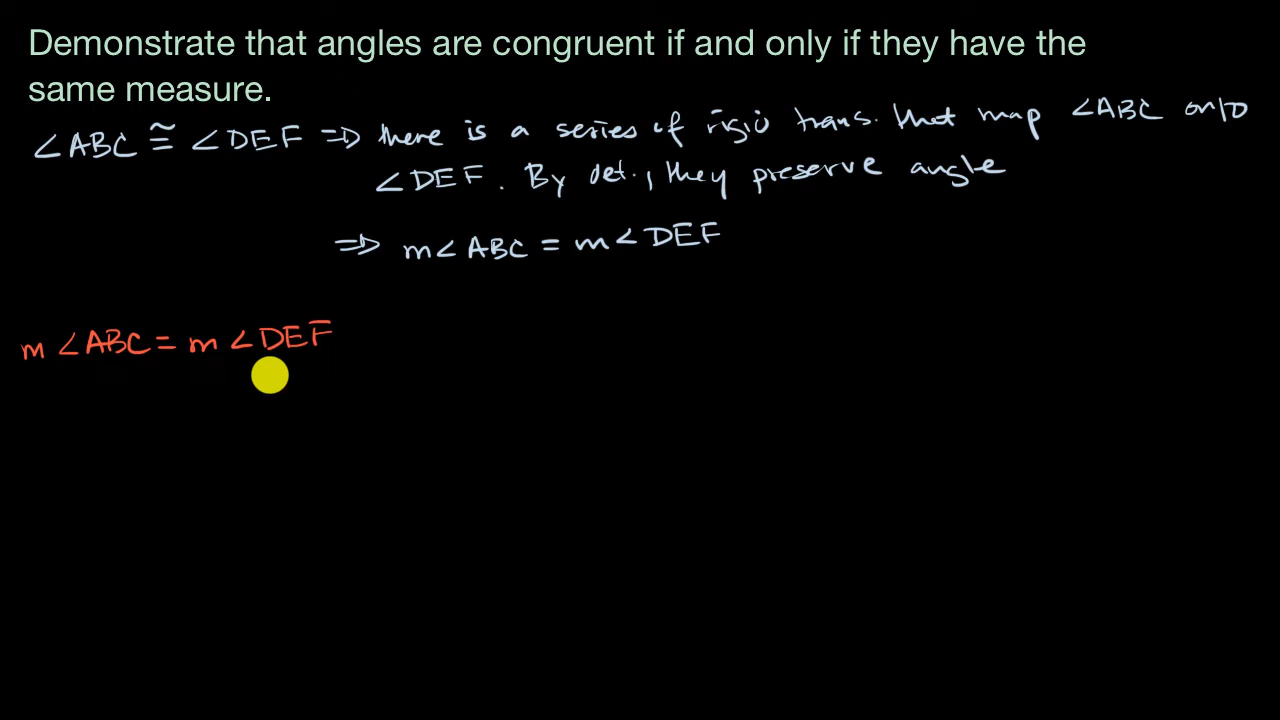 Demonstrate that angles are congruent if and only if they have the
same measure.
∠ABC ≅ ∠DEF ⇒ there is a series of rigid trans. that map ∠ABC onto
∠DEF. By def., they preserve angle
⇒ m∠ABC = m∠DEF
m∠ABC = m∠DEF